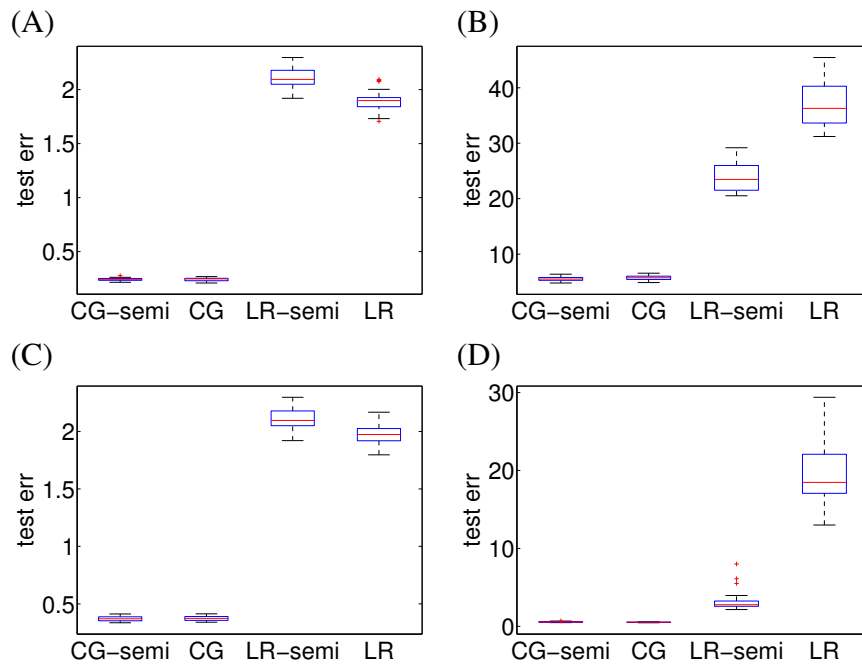 (A)
(B)
test err
2
1.5
1
0.5
CG-semi CG LR-semi LR
test err
40
30
20
10
CG-semi CG LR-semi LR
(C)
(D)
test err
2
1.5
1
0.5
CG-semi CG LR-semi LR
test err
30
20
10
0
CG-semi CG LR-semi LR